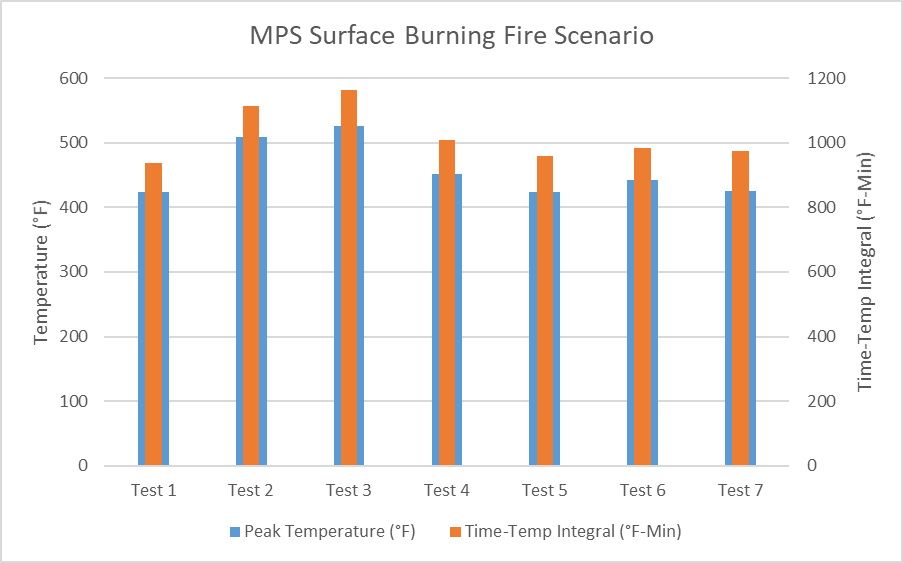 MPS Surface Burning Fire Scenario
600
500
400
300
200
100
0
Temperature (°F)
1200
1000
800
600
400
200
0
Time-Temp Integral (°F-Min)
Test 1 Test 2 Test 3 Test 4 Test 5 Test 6 Test 7
Peak Temperature (°F) Time-Temp Integral (°F-Min)